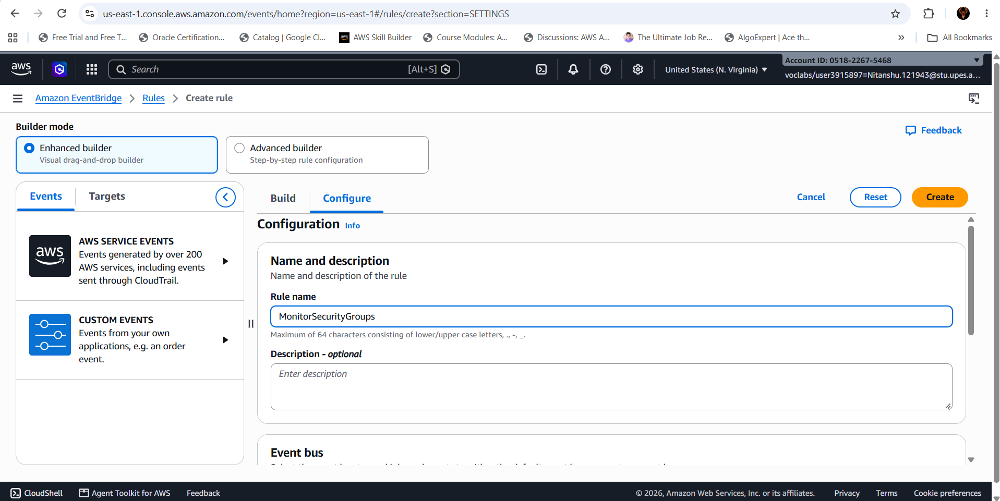 us-east-1.console.aws.amazon.com/events/home?region=us-east-1#/rules/create?section=SETTINGS
Free Trial and Free T...
Oracle Certification...
Catalog | Google Cl...
aws
AWS Skill Builder
Course Modules: A...
Discussions: AWS A...
The Ultimate Job Re...
AlgoExpert | Ace th...
All Bookmarks
aws
Search
[Alt+S]
United States (N. Virginia)
Account ID: 0518-2267-5468
voclabs/user3915897=Nitanshu.121943@stu.upes.a...
Amazon EventBridge
Rules
Create rule
Builder mode
Feedback
Enhanced builder
Visual drag-and-drop builder
Advanced builder
Step-by-step rule configuration
Events
Targets
aws
AWS SERVICE EVENTS
Events generated by over 200
AWS services, including events
sent through CloudTrail.
CUSTOM EVENTS
Events from your own
applications, e.g. an order
event.
Build
Configure
Cancel
Reset
Create
Configuration Info
Name and description
Name and description of the rule
Rule name
MonitorSecurityGroups
Maximum of 64 characters consisting of lower/upper case letters, ., -, _.
Description - optional
Enter description
Event bus
CloudShell
Agent Toolkit for AWS
Feedback
© 2026, Amazon Web Services, Inc. or its affiliates.
Privacy
Terms
Cookie preferences